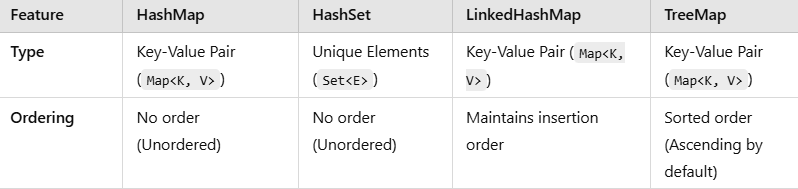 Feature HashMap HashSet LinkedHashMap TreeMap
Type Key-Value Pair Unique Elements Key-Value Pair ( Map<K, Key-Value Pair
( Map<K, V> ) ( Set<E> ) V> ) ( Map<K, V> )
Ordering No order No order Maintains insertion Sorted order
(Unordered) (Unordered) order (Ascending by
default)